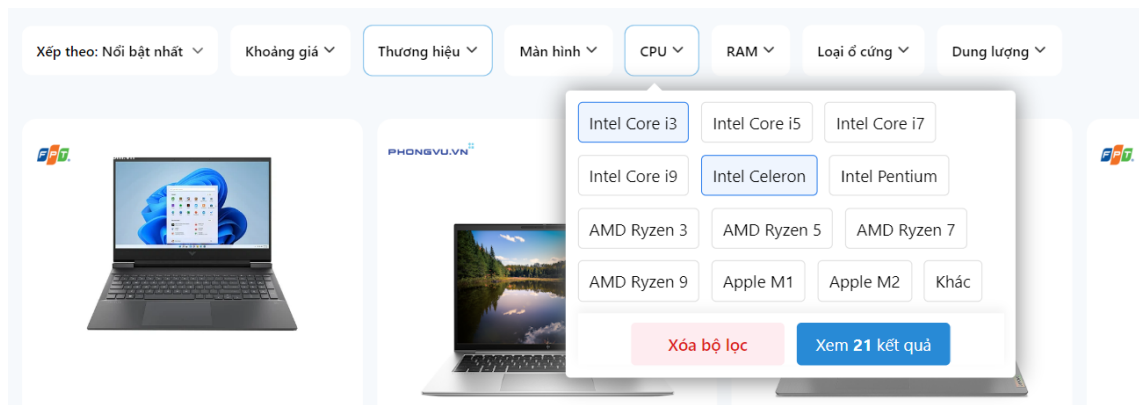 Xếp theo: Nổi bật nhất Khoảng giá Thương hiệu Màn hình CPU RAM Loại ổ cứng Dung lượng
Intel Core i3 Intel Core i5 Intel Core i7
FPT. PHONGVU.VN FPT.
Intel Core i9 Intel Celeron Intel Pentium
AMD Ryzen 3 AMD Ryzen 5 AMD Ryzen 7
AMD Ryzen 9 Apple M1 Apple M2 Khác
Xóa bộ lọc Xem 21 kết quả